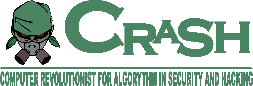 CRASH
COMPUTER REVOLUTIONIST FOR ALGORYTHM IN SECURITY AND HACKING